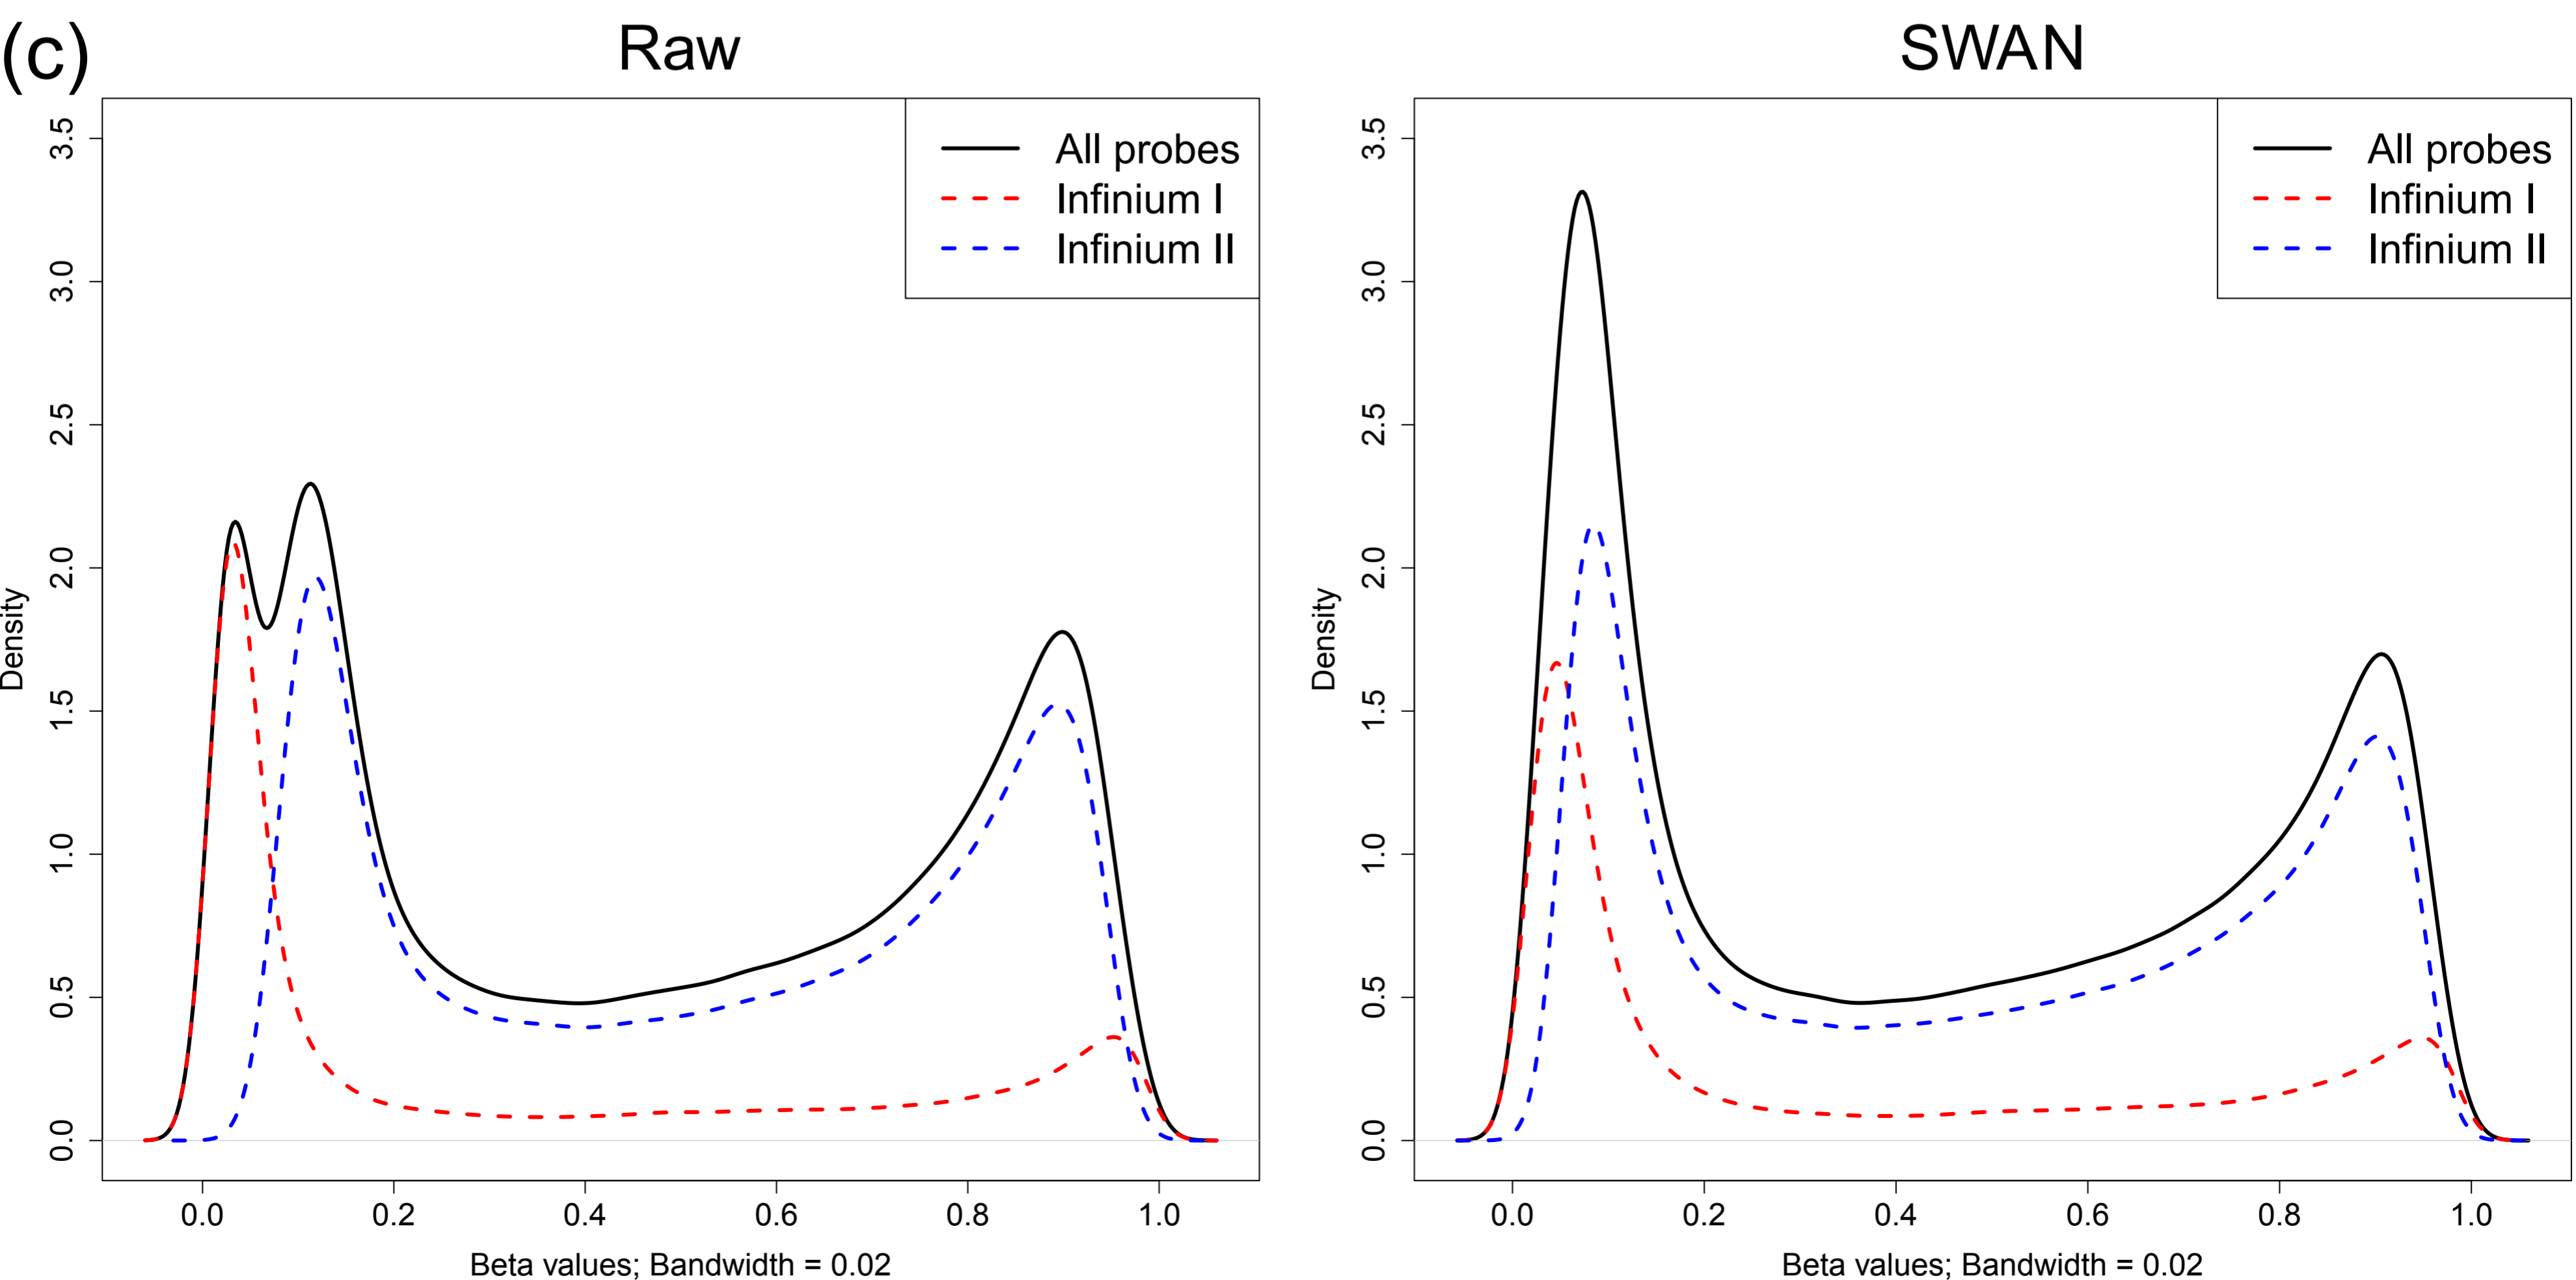 (c)
Raw
SWAN
Density
3.5
3.0
2.5
2.0
1.5
1.0
0.5
0.0
All probes
Infinium I
Infinium II
0.0 0.2 0.4 0.6 0.8 1.0
Beta values; Bandwidth = 0.02
Density
3.5
3.0
2.5
2.0
1.5
1.0
0.5
0.0
All probes
Infinium I
Infinium II
0.0 0.2 0.4 0.6 0.8 1.0
Beta values; Bandwidth = 0.02